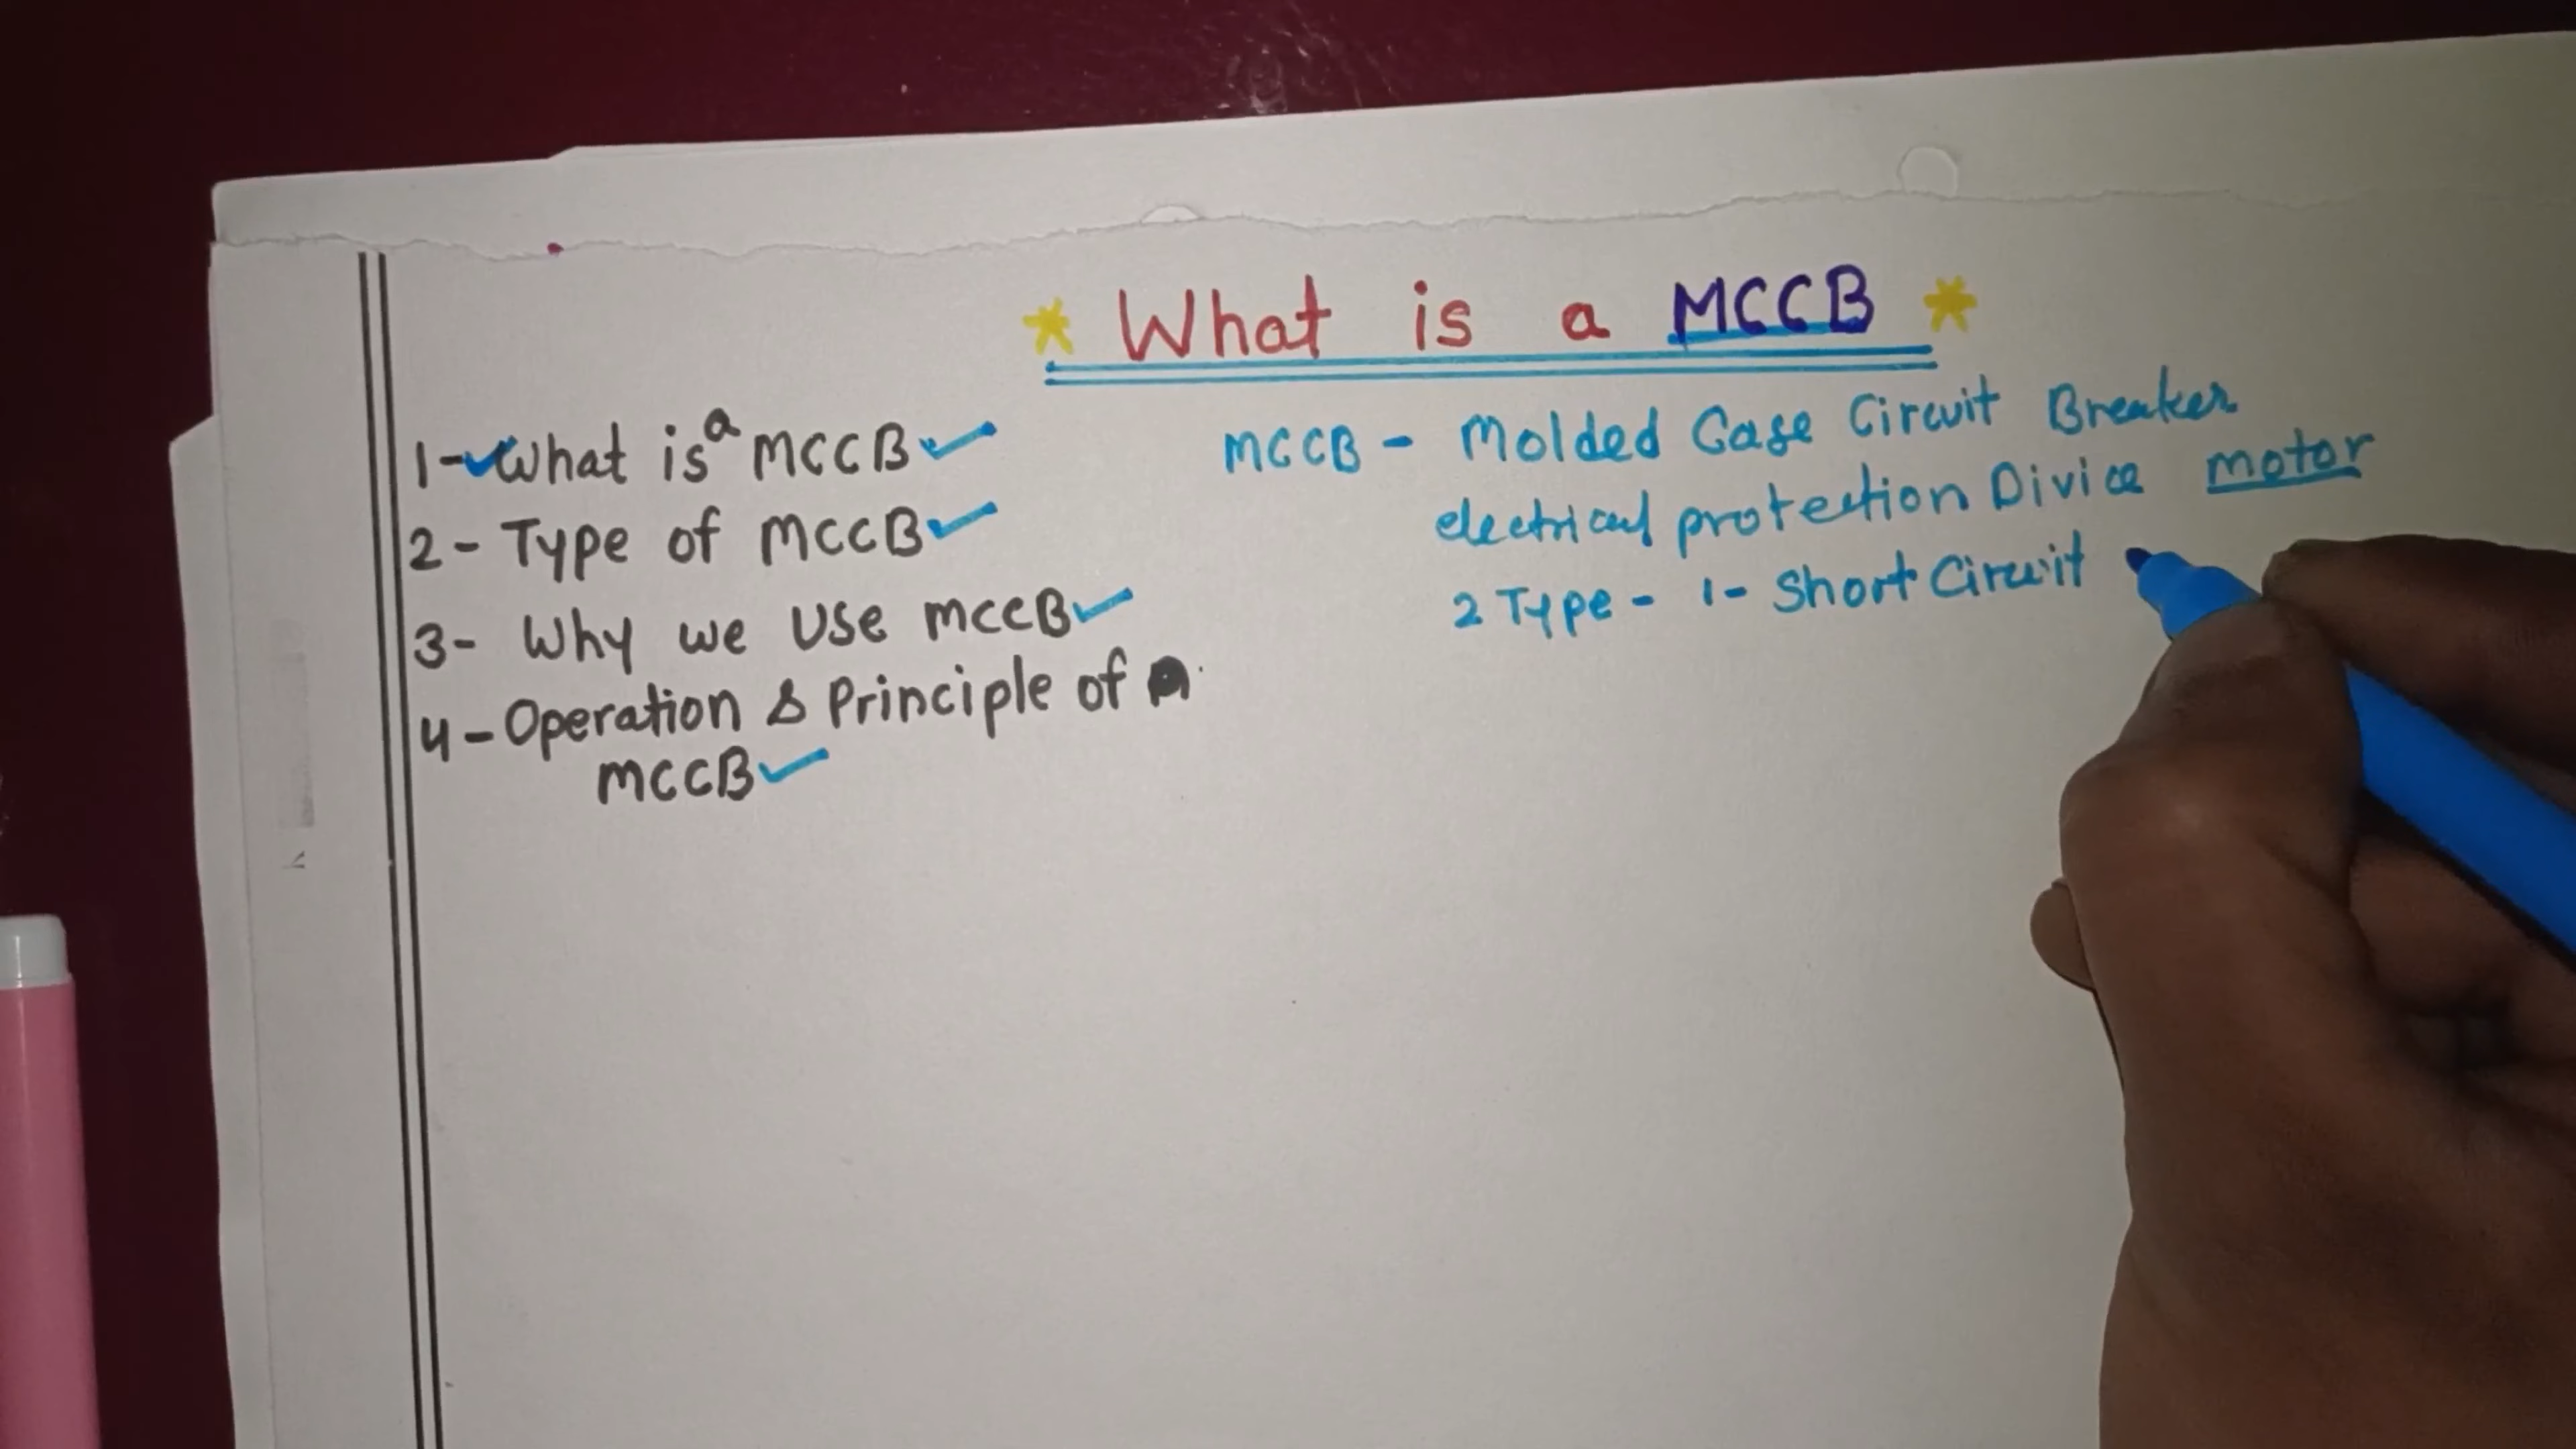 * What is a MCCB *
1- What is a MCCB
2- Type of MCCB
3- Why we Use MCCB
4- Operation & Principle of
MCCB
MCCB - Molded Case Circuit Breaker
electrical protection Divice motor
2 Type - 1- Short Circuit